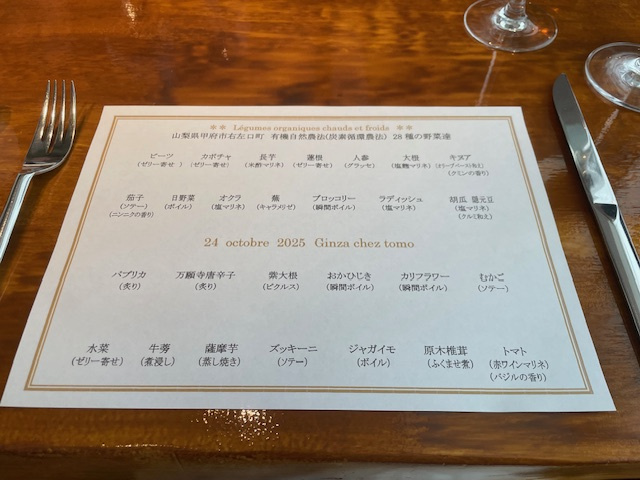 ** Légumes organiques chauds et froids **
山梨県甲府市右左口町 有機自然農法(炭素循環農法) 28種の野菜達
ビーツ カボチャ 長芋 蓮根 人参 大根 キヌア
(ゼリー寄せ) (ゼリー寄せ) (米酢マリネ) (ゼリー寄せ) (グラッセ) (塩麹マリネ)
(クミンの香り)
茄子 日野菜 オクラ 蕪 ブロッコリー ラディッシュ 胡瓜
(ソテー) (ボイル) (塩マリネ) (キャラメリゼ) (瞬間ボイル) (塩マリネ) (塩マリネ)
(ニンニクの香り) (クルミ和え)
24 octobre 2025 Ginza chez tomo
パプリカ 万願寺唐辛子 紫大根 おかひじき カリフラワー むかご
(炙り) (炙り) (ピクルス) (瞬間ボイル) (瞬間ボイル) (ソテー)
水菜 牛蒡 薩摩芋 ズッキーニ ジャガイモ 原木椎茸 トマト
(ゼリー寄せ) (煮浸し) (蒸し焼き) (ソテー) (ボイル) (ふくませ煮) (赤ワインマリネ)
(バジルの香り)